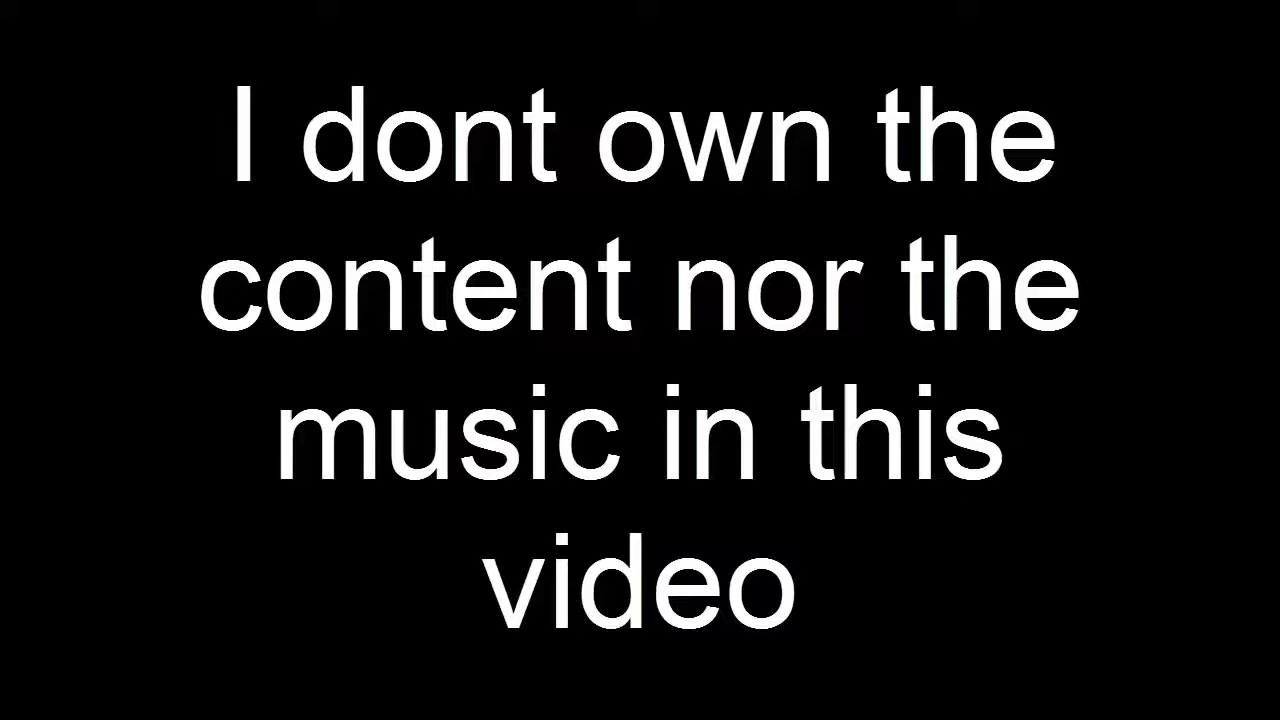 I dont own the
content nor the
music in this
video